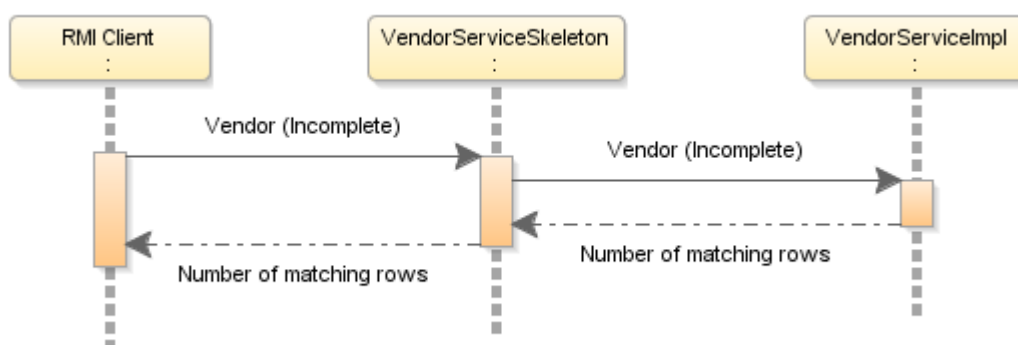 RMI Client
:
VendorServiceSkeleton
:
VendorServiceImpl
:
Vendor (Incomplete)
Vendor (Incomplete)
Number of matching rows
Number of matching rows